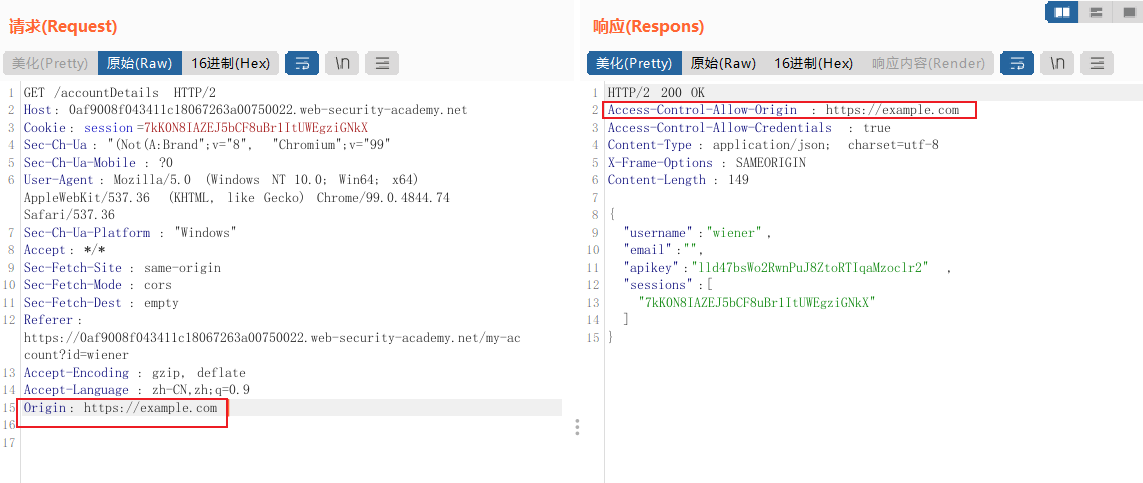 请求(Request)
美化(Pretty) 原始(Raw) 16进制(Hex) \n
1 GET /accountDetails HTTP/2
2 Host: 0af9008f043411c18067263a00750022.web-security-academy.net
3 Cookie: session=7kK0N8IAZEJ5bCF8uBr1ItUWEgziGNkX
4 Sec-Ch-Ua : "(Not(A:Brand";v="8", "Chromium";v="99"
5 Sec-Ch-Ua-Mobile : ?0
6 User-Agent : Mozilla/5.0 (Windows NT 10.0; Win64; x64)
AppleWebKit/537.36 (KHTML, like Gecko) Chrome/99.0.4844.74
Safari/537.36
7 Sec-Ch-Ua-Platform : "Windows"
8 Accept: */*
9 Sec-Fetch-Site : same-origin
10 Sec-Fetch-Mode : cors
11 Sec-Fetch-Dest : empty
12 Referer:
https://0af9008f043411c18067263a00750022.web-security-academy.net/my-ac
count?id=wiener
13 Accept-Encoding : gzip, deflate
14 Accept-Language : zh-CN,zh;q=0.9
15 Origin: https://example.com
16
17
响应(Respons)
美化(Pretty) 原始(Raw) 16进制(Hex) 响应内容(Render) \n
1 HTTP/2 200 OK
2 Access-Control-Allow-Origin : https://example.com
3 Access-Control-Allow-Credentials : true
4 Content-Type : application/json; charset=utf-8
5 X-Frame-Options : SAMEORIGIN
6 Content-Length : 149
7
8 {
9 "username":"wiener",
10 "email":"",
11 "apikey":"lld47bsWo2RwnPuJ8ZtoRTIqaMzoclr2" ,
12 "sessions":[
13 "7kK0N8IAZEJ5bCF8uBr1ItUWEgziGNkX"
14 ]
15 }